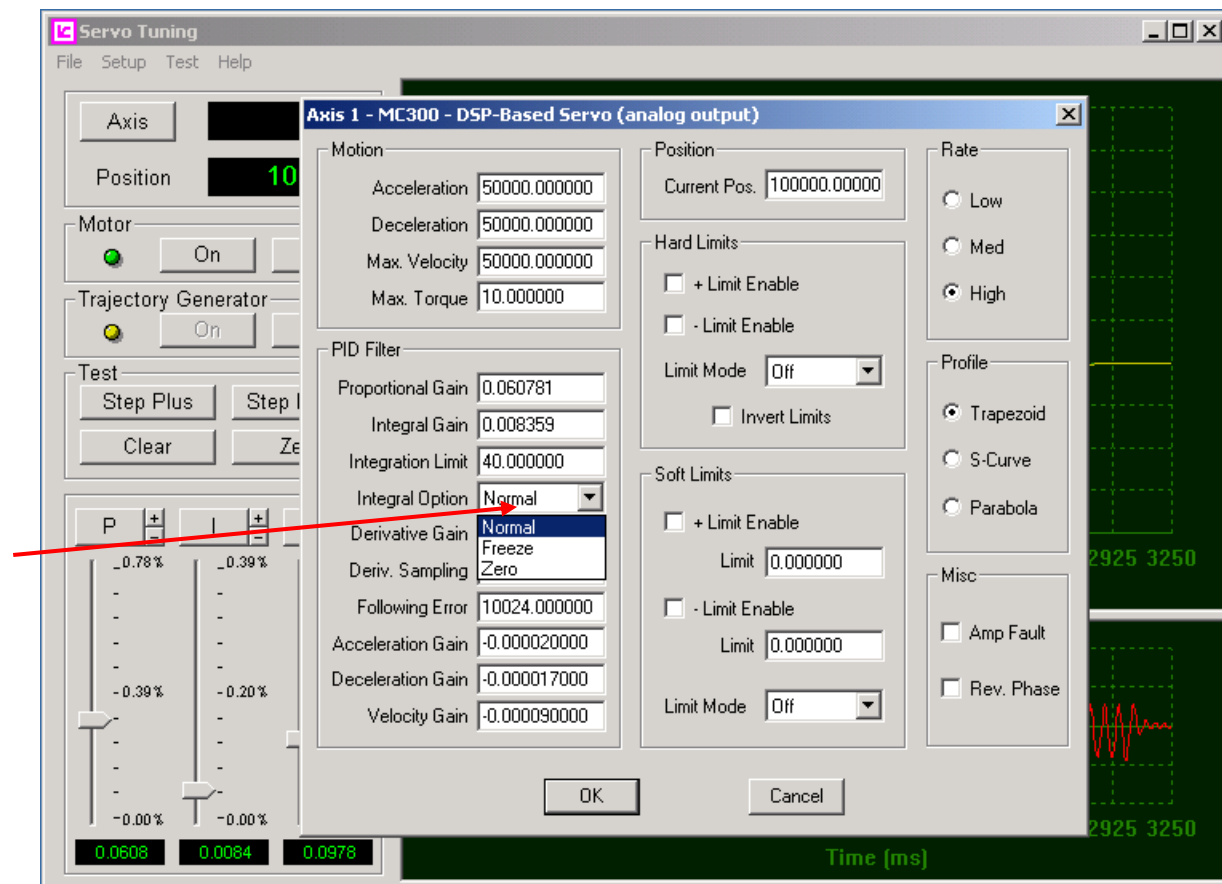 Servo Tuning
File Setup Test Help
Axis
Position 10
Motor
On
Trajectory Generator
On
Test
Step Plus Step
Clear Ze
P + - I + -
0.78% 0.39%
0.39% 0.20%
0.00% 0.00%
0.0608 0.0084 0.0978
Axis 1 - MC300 - DSP-Based Servo (analog output)
Motion
Acceleration 50000.000000
Deceleration 50000.000000
Max. Velocity 50000.000000
Max. Torque 10.000000
PID Filter
Proportional Gain 0.060781
Integral Gain 0.008359
Integration Limit 40.000000
Integral Option Normal
Normal
Freeze
Zero
Derivative Gain
Deriv. Sampling
Following Error 10024.000000
Acceleration Gain -0.000020000
Deceleration Gain -0.000017000
Velocity Gain -0.000090000
Position
Current Pos. 100000.00000
Hard Limits
+ Limit Enable
- Limit Enable
Limit Mode Off
Invert Limits
Soft Limits
+ Limit Enable
Limit 0.000000
- Limit Enable
Limit 0.000000
Limit Mode Off
Rate
Low
Med
High
Profile
Trapezoid
S-Curve
Parabola
Misc
Amp Fault
Rev. Phase
OK Cancel
2925 3250
2925 3250
Time (ms)